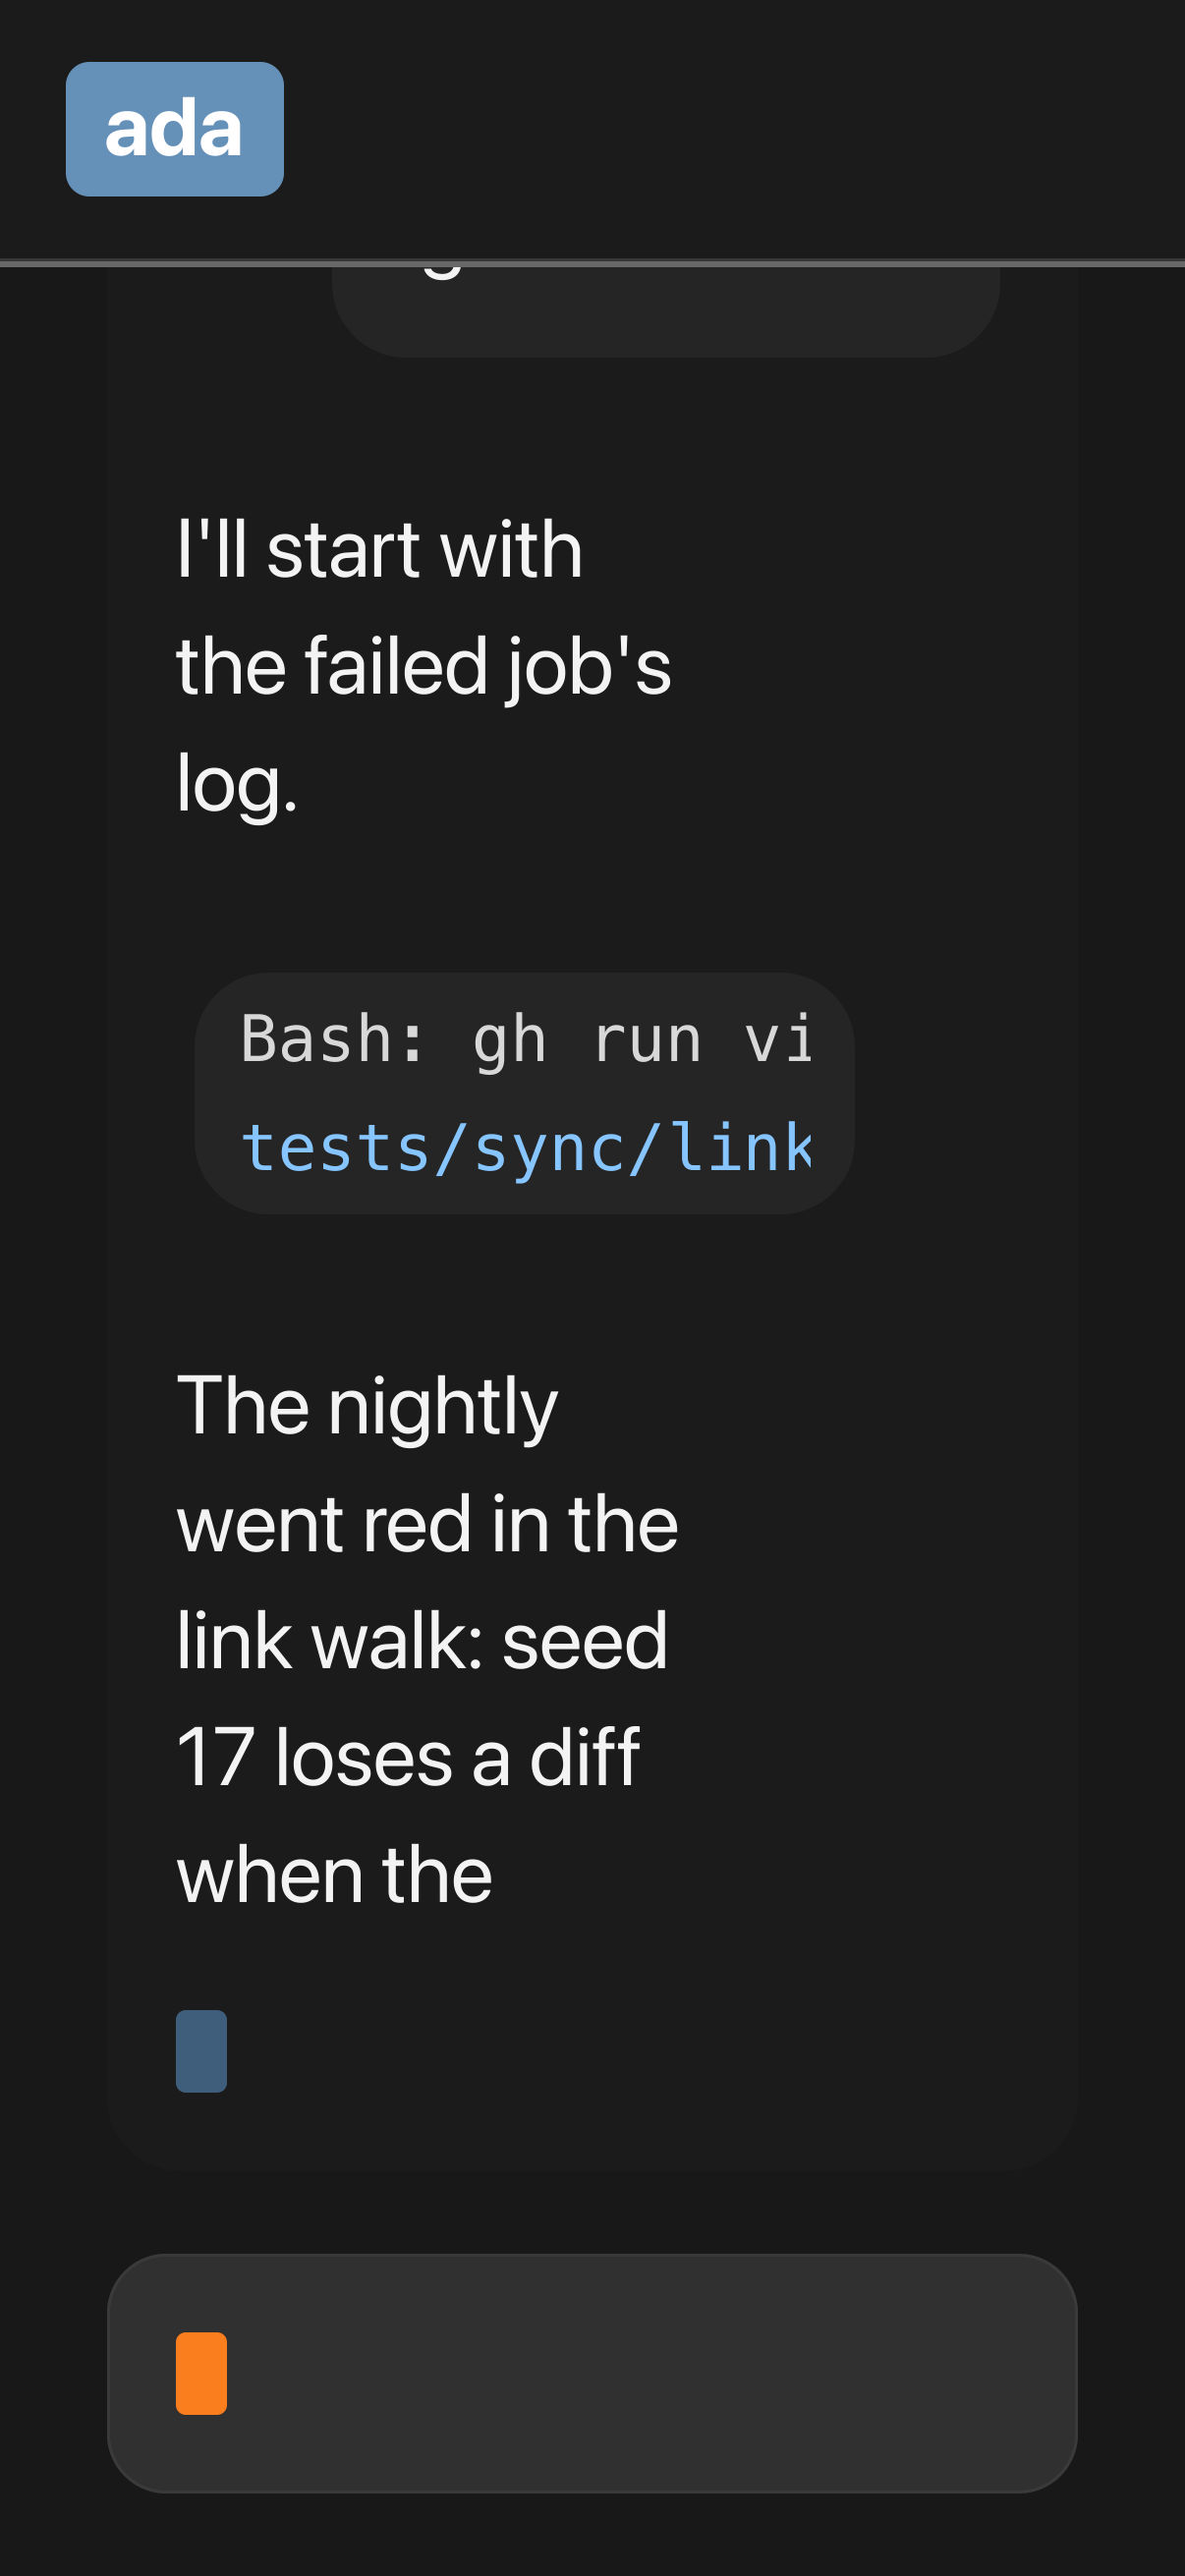 ada
I'll start with
the failed job's
log.
Bash: gh run vi
tests/sync/link
The nightly
went red in the
link walk: seed
17 loses a diff
when the